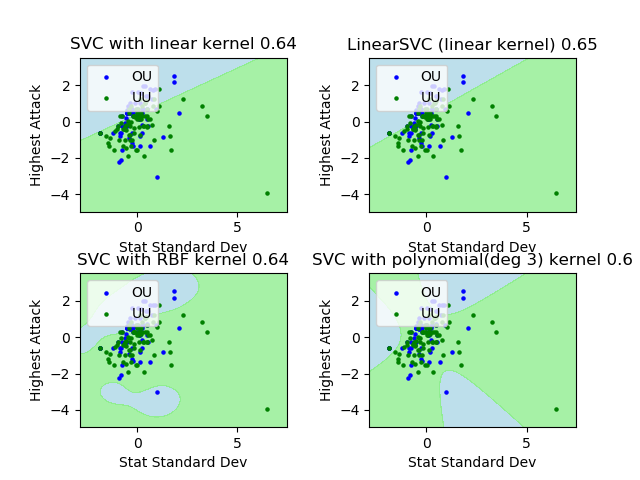 SVC with linear kernel 0.64
LinearSVC (linear kernel) 0.65
Highest Attack
2
0
−2
−4
OU
UU
0
5
Stat Standard Dev
Highest Attack
2
0
−2
−4
OU
UU
0
5
Stat Standard Dev
SVC with RBF kernel 0.64
SVC with polynomial(deg 3) kernel 0.6
Highest Attack
2
0
−2
−4
OU
UU
0
5
Stat Standard Dev
Highest Attack
2
0
−2
−4
OU
UU
0
5
Stat Standard Dev